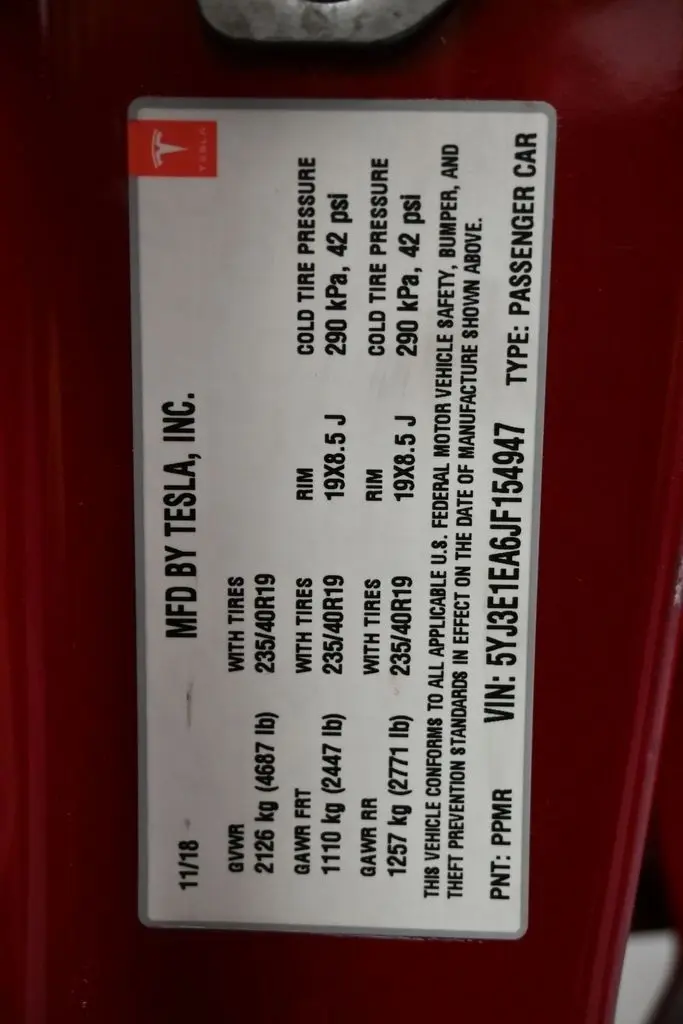 TESLA
11/18 MFD BY TESLA, INC.
GVWR WITH TIRES
2126 kg (4687 lb) 235/40R19
GAWR FRT WITH TIRES RIM COLD TIRE PRESSURE
1110 kg (2447 lb) 235/40R19 19X8.5 J 290 kPa, 42 psi
GAWR RR WITH TIRES RIM COLD TIRE PRESSURE
1257 kg (2771 lb) 235/40R19 19X8.5 J 290 kPa, 42 psi
THIS VEHICLE CONFORMS TO ALL APPLICABLE U.S. FEDERAL MOTOR VEHICLE SAFETY, BUMPER, AND
THEFT PREVENTION STANDARDS IN EFFECT ON THE DATE OF MANUFACTURE SHOWN ABOVE.
PNT: PPMR VIN: 5YJ3E1EA6JF154947 TYPE: PASSENGER CAR